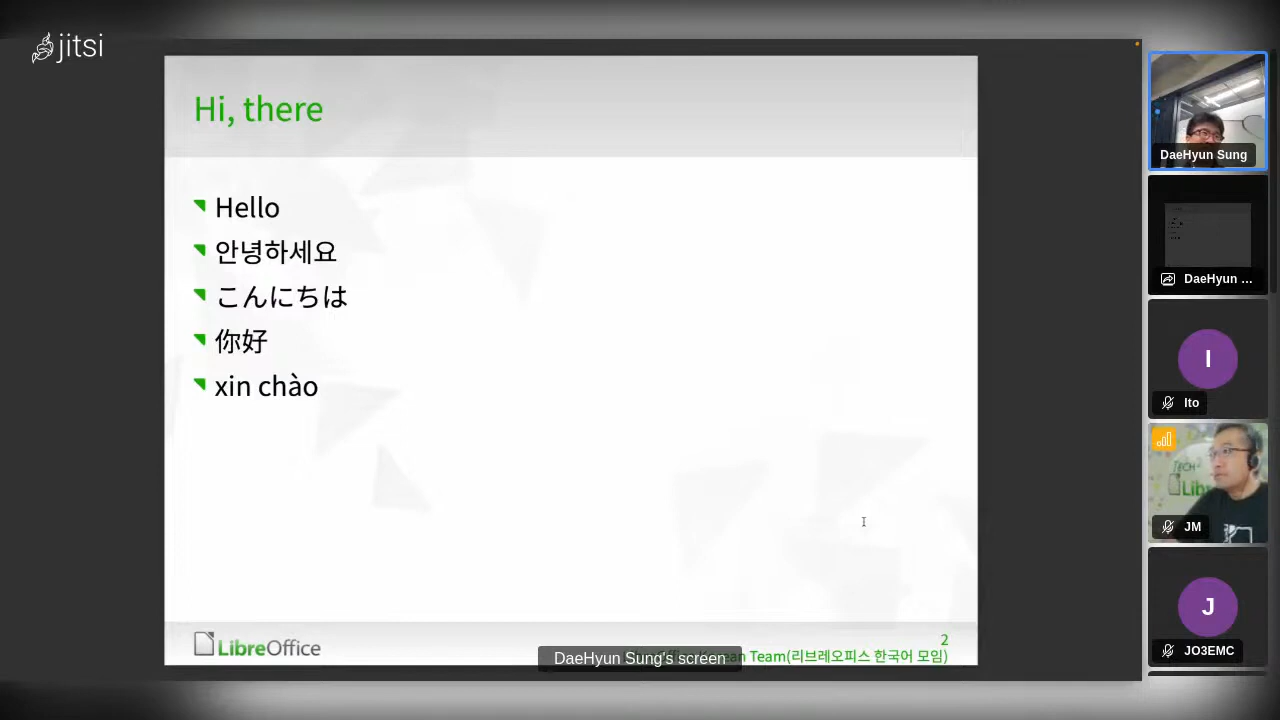 jitsi
Hi, there
Hello
안녕하세요
こんにちは
你好
xin chào
LibreOffice
2
Team(리브레오피스 한국어 모임)
DaeHyun Sung's screen
DaeHyun Sung
DaeHyun ...
I
Ito
TECH
Libr
JM
J
JO3EMC